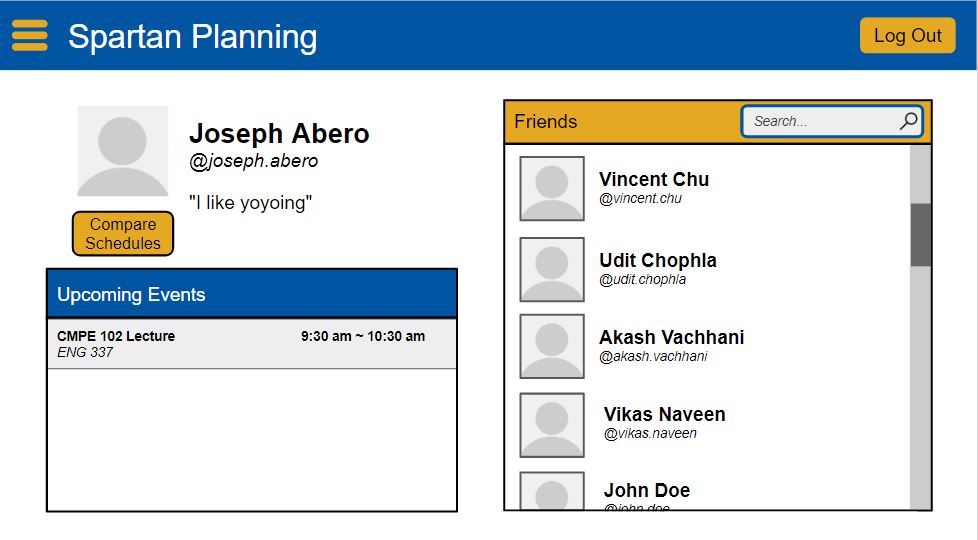 Spartan Planning
Log Out
Joseph Abero
@joseph.abero
"I like yoyoing"
Compare
Schedules
Upcoming Events
CMPE 102 Lecture 9:30 am ~ 10:30 am
ENG 337
Friends
Search...
Vincent Chu
@vincent.chu
Udit Chophla
@udit.chophla
Akash Vachhani
@akash.vachhani
Vikas Naveen
@vikas.naveen
John Doe
@john.doe